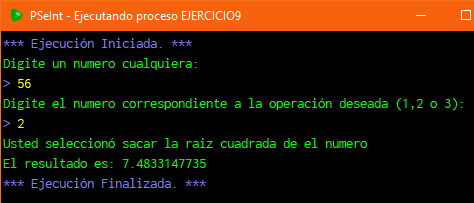 PSeInt - Ejecutando proceso EJERCICIO9
*** Ejecución Iniciada. ***
Digite un numero cualquiera:
> 56
Digite el numero correspondiente a la operación deseada (1,2 o 3):
> 2
Usted seleccionó sacar la raiz cuadrada de el numero
El resultado es: 7.4833147735
*** Ejecución Finalizada. ***